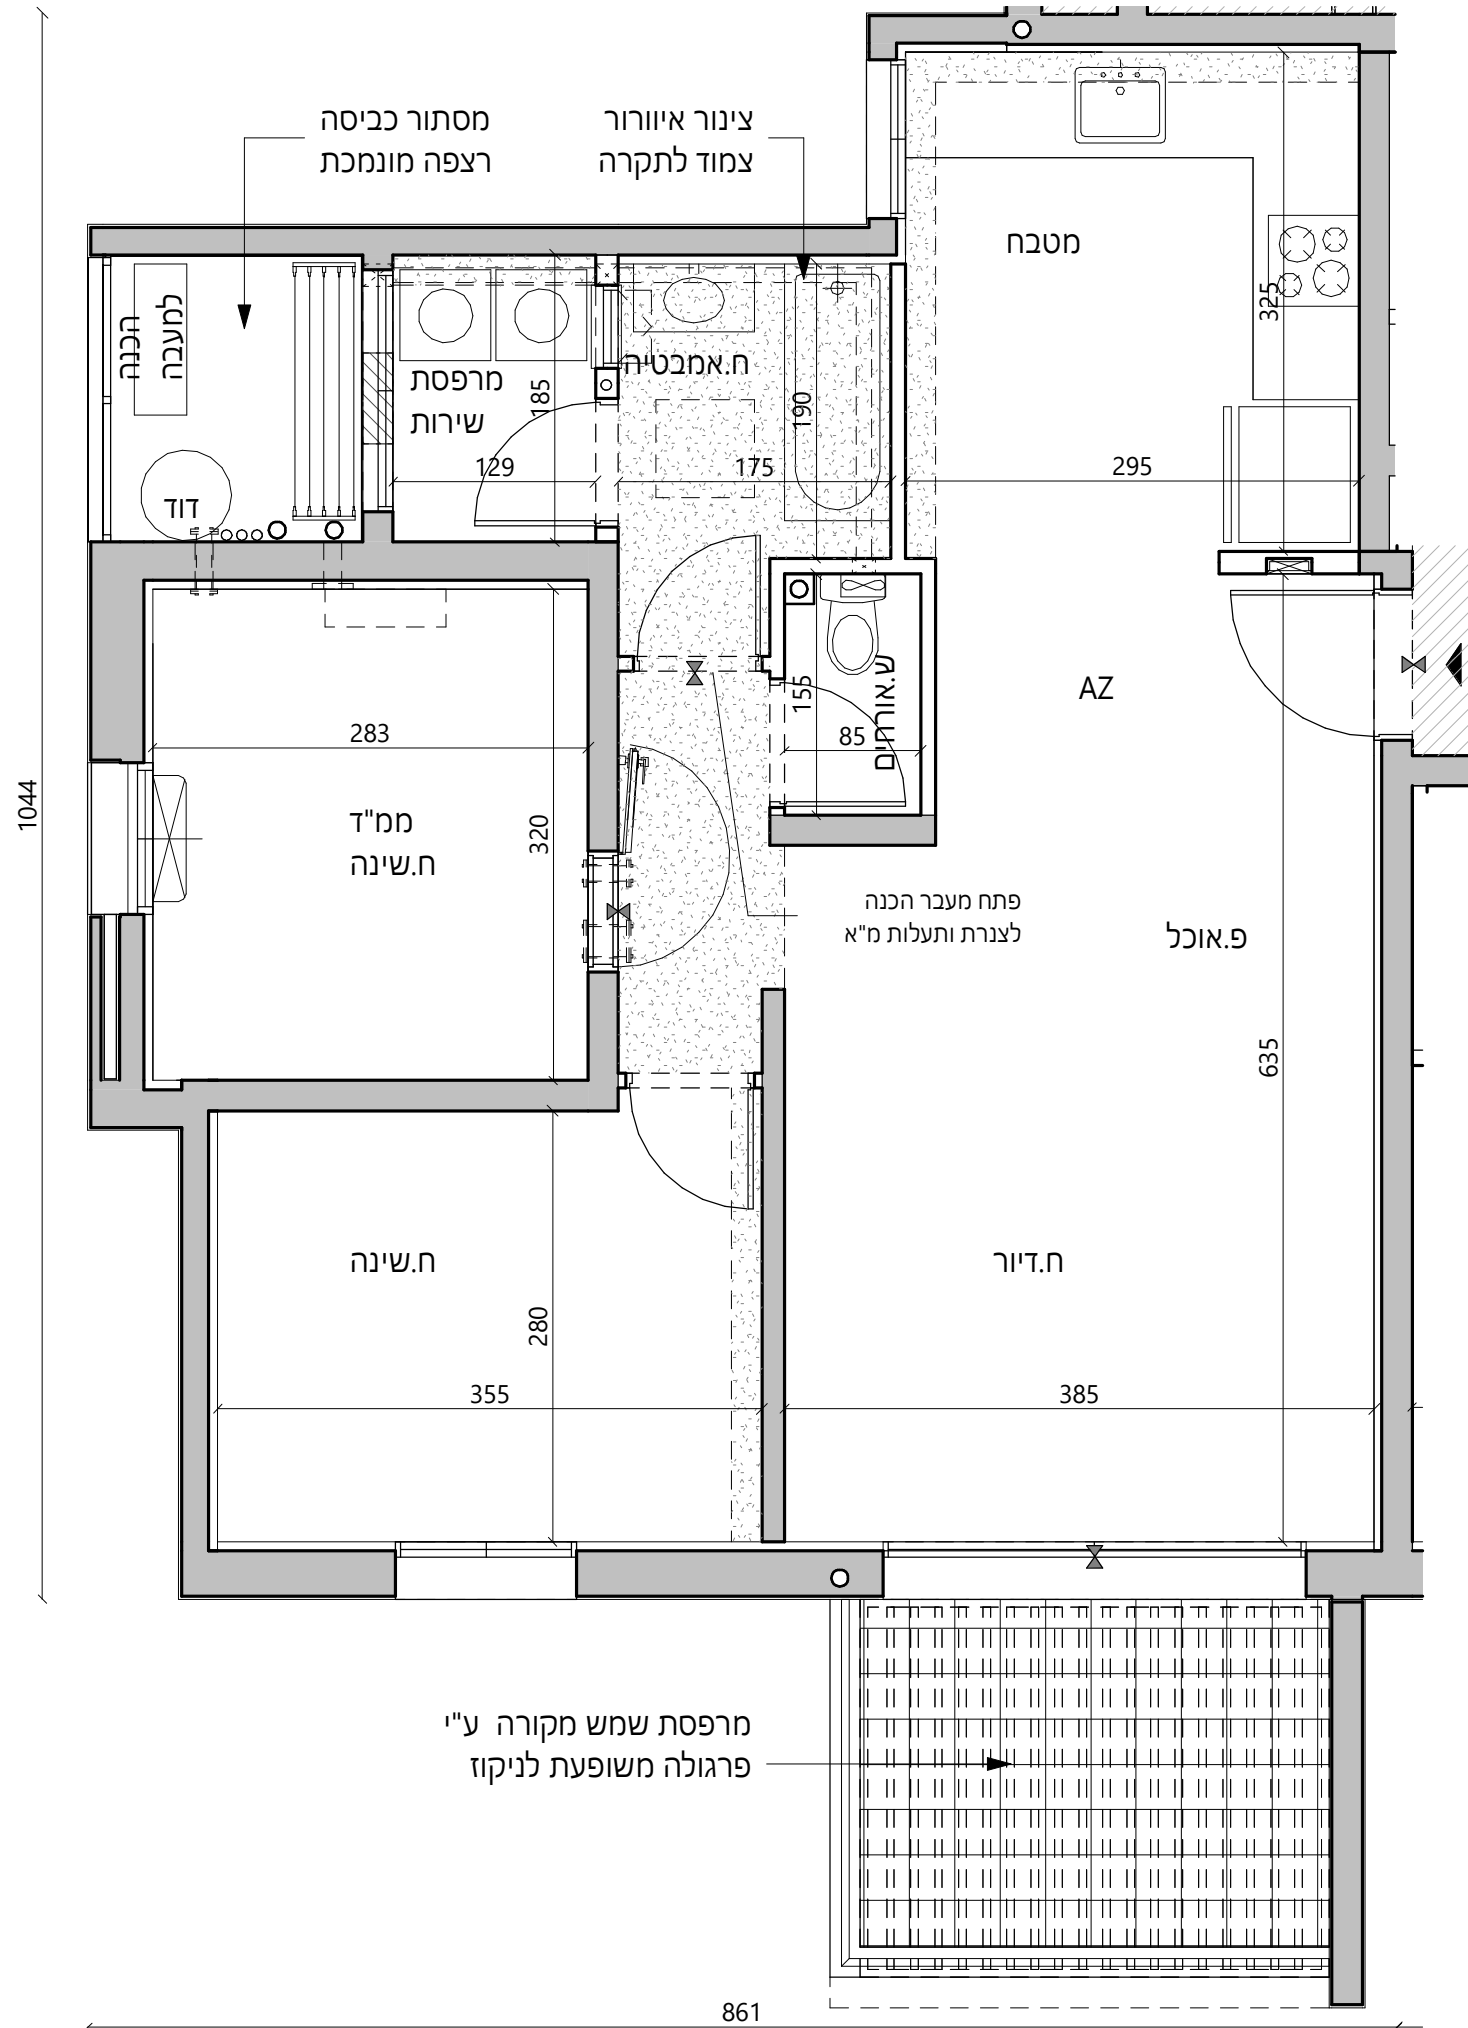 מסתור כביסה
רצפה מונמכת
צינור איוורור
צמוד לתקרה
מטבח
325
הכנה
למעבה
דוד
מרפסת
שירות
185
129
ח.אמבטיה
190
175
295
AZ
ש.אורחים
155
85
283
ממ"ד
ח.שינה
320
1044
פתח מעבר הכנה
לצנרת ותעלות מ"א
פ.אוכל
635
ח.שינה
280
355
ח.דיור
385
מרפסת שמש מקורה ע"י
פרגולה משופעת לניקוז
861